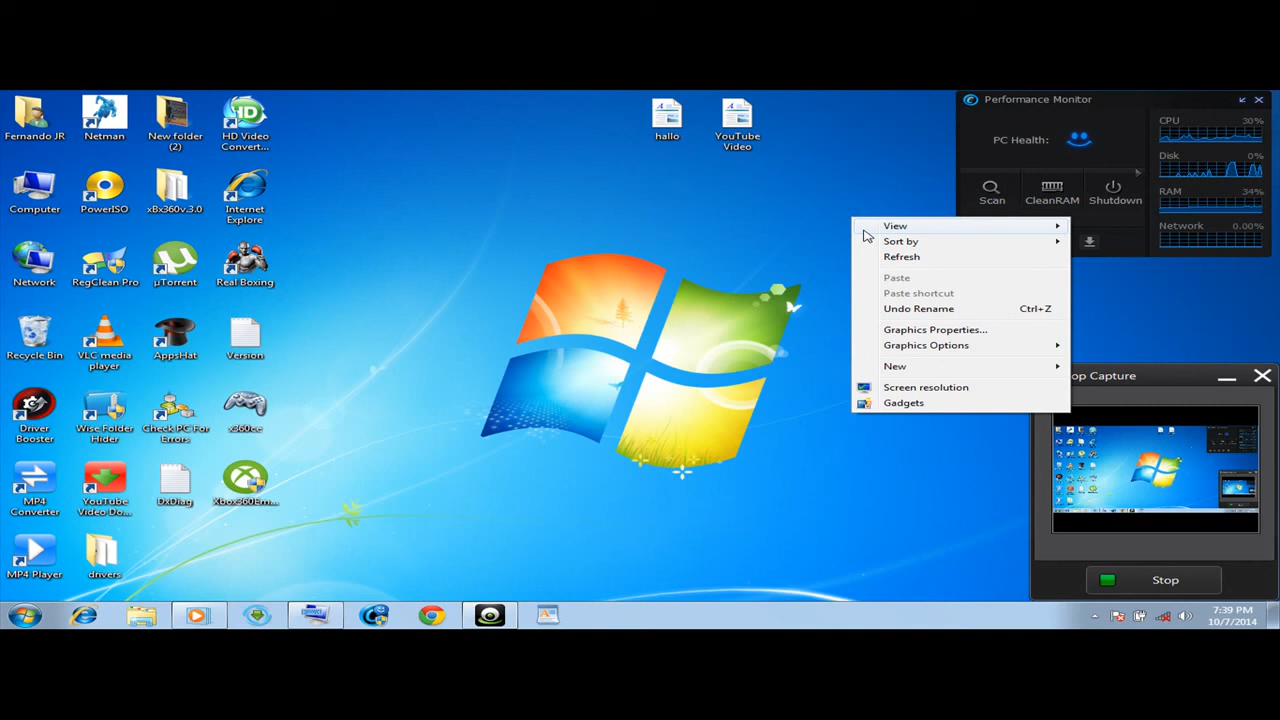 Fernando JR
Netman
New folder
(2)
HD Video
Convert...
hallo
YouTube
Video
Computer
PowerISO
xBx360v.3.0
Internet
Explore
Network
RegClean Pro
µTorrent
Real Boxing
Recycle Bin
VLC media
player
AppsHat
Version
Driver
Booster
Wise Folder
Hider
Check PC For
Errors
x360ce
MP4
Converter
YouTube
Video Do...
DxDiag
Xbox360Em...
MP4 Player
drivers
Performance Monitor
PC Health:
Scan
CleanRAM
Shutdown
CPU 30%
Disk 0%
RAM 34%
Network 0.00%
View
Sort by
Refresh
Paste
Paste shortcut
Undo Rename Ctrl+Z
Graphics Properties...
Graphics Options
New
Screen resolution
Gadgets
op Capture
Stop
7:39 PM
10/7/2014